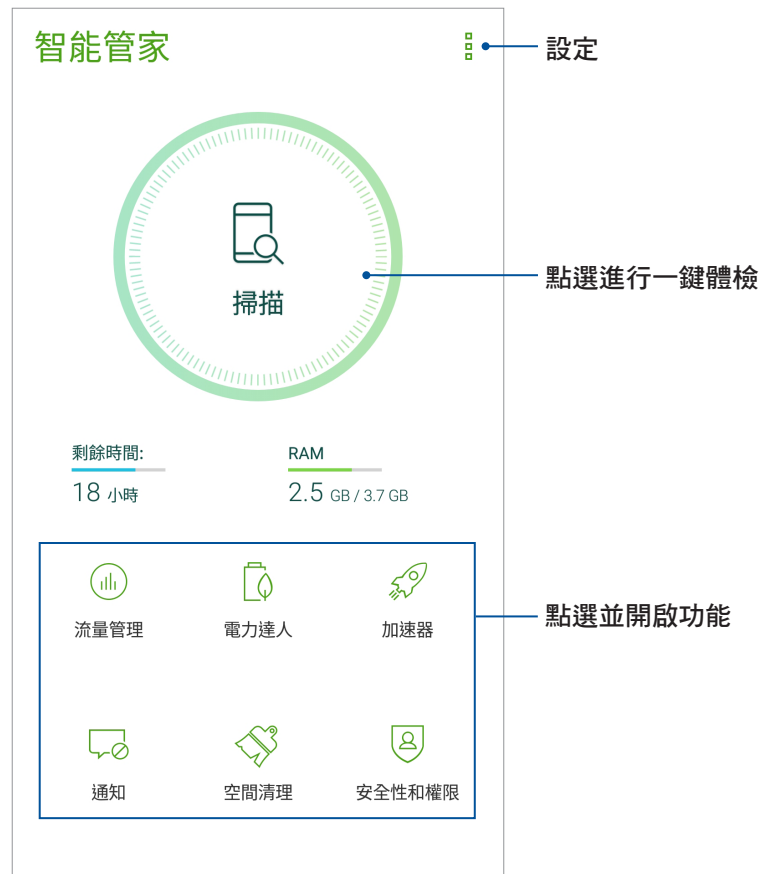 智能管家
設定
掃描
點選進行一鍵體檢
剩餘時間:
RAM
18 小時
2.5 GB / 3.7 GB
流量管理
電力達人
加速器
點選並開啟功能
通知
空間清理
安全性和權限